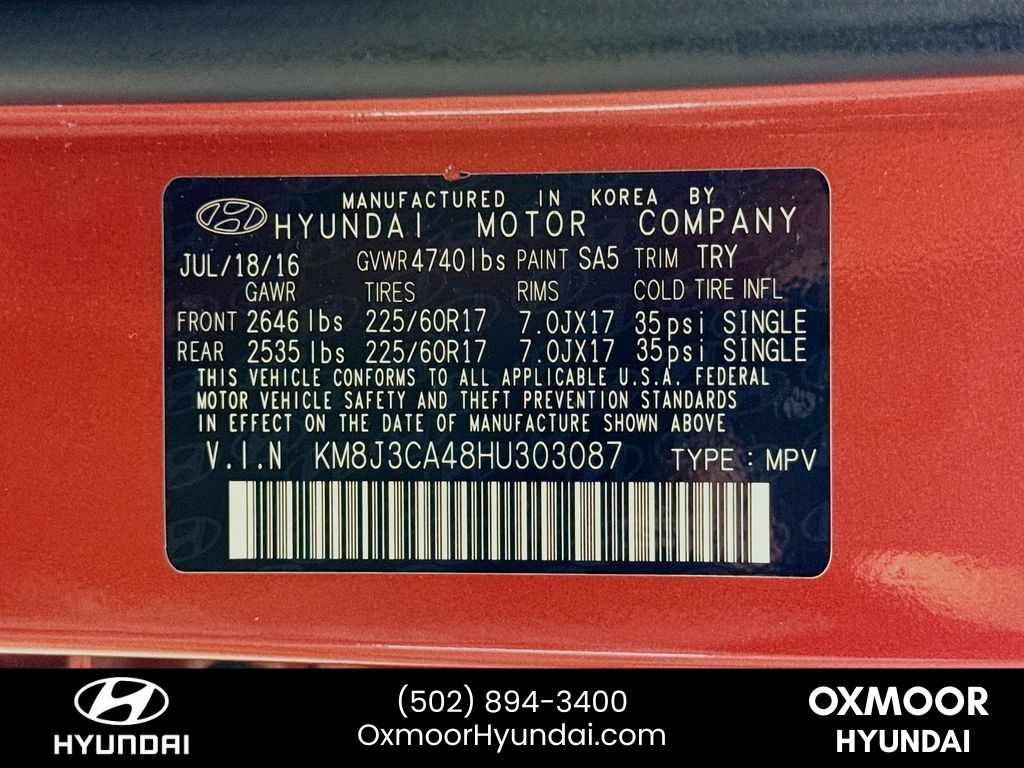 MANUFACTURED IN KOREA BY
HYUNDAI MOTOR COMPANY
JUL/18/16 GVWR 4740lbs PAINT SA5 TRIM TRY
GAWR TIRES RIMS COLD TIRE INFL
FRONT 2646 lbs 225/60R17 7.0JX17 35psi SINGLE
REAR 2535 lbs 225/60R17 7.0JX17 35psi SINGLE
THIS VEHICLE CONFORMS TO ALL APPLICABLE U.S.A. FEDERAL
MOTOR VEHICLE SAFETY AND THEFT PREVENTION STANDARDS
IN EFFECT ON THE DATE OF MANUFACTURE SHOWN ABOVE
V.I.N KM8J3CA48HU303087 TYPE : MPV
HYUNDAI
(502) 894-3400
OxmoorHyundai.com
OXMOOR
HYUNDAI